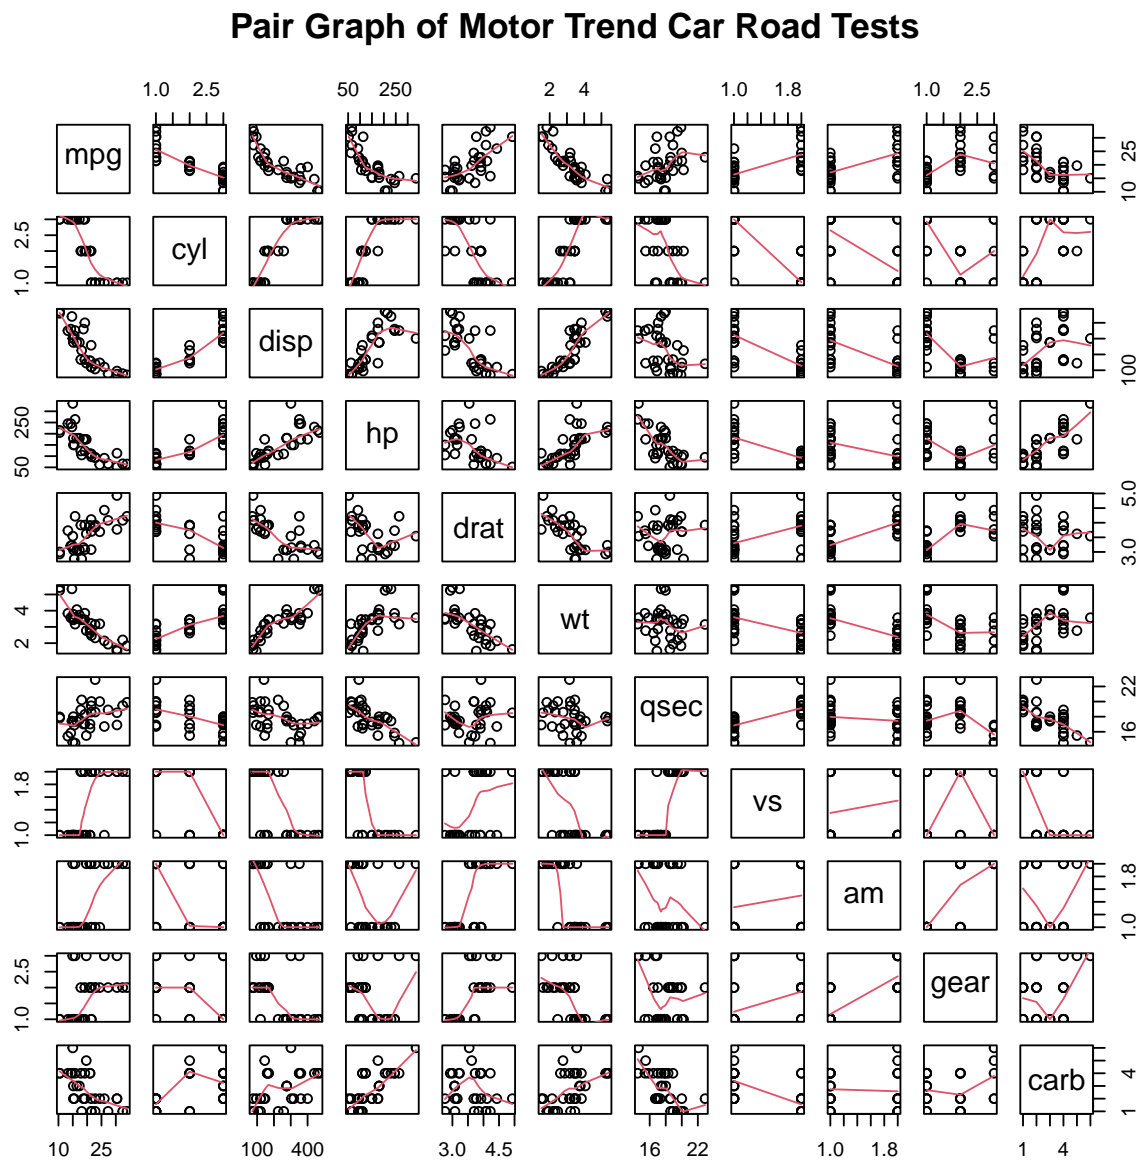 Pair Graph of Motor Trend Car Road Tests
1.0 2.5 50 250 2 4 1.0 1.8 1.0 2.5
mpg
10 25
cyl
1.0 2.5
disp
100
hp
50 250
drat
3.0 5.0
wt
2 4
qsec
16 22
vs
1.0 1.8
am
1.0 1.8
gear
1.0 2.5
carb
1 4
10 25 100 400 3.0 4.5 16 22 1.0 1.8 1 4